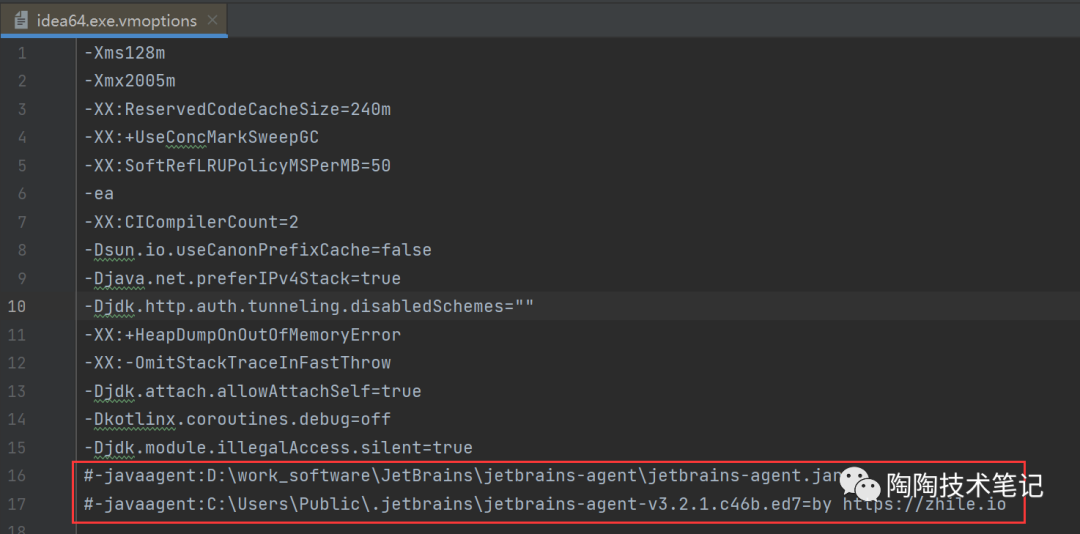 idea64.exe.vmoptions
1 -Xms128m
2 -Xmx2005m
3 -XX:ReservedCodeCacheSize=240m
4 -XX:+UseConcMarkSweepGC
5 -XX:SoftRefLRUPolicyMSPerMB=50
6 -ea
7 -XX:CICompilerCount=2
8 -Dsun.io.useCanonPrefixCache=false
9 -Djava.net.preferIPv4Stack=true
10 -Djdk.http.auth.tunneling.disabledSchemes=""
11 -XX:+HeapDumpOnOutOfMemoryError
12 -XX:-OmitStackTraceInFastThrow
13 -Djdk.attach.allowAttachSelf=true
14 -Dkotlinx.coroutines.debug=off
15 -Djdk.module.illegalAccess.silent=true
16 #-javaagent:D:\work_software\JetBrains\jetbrains-agent\jetbrains-agent.jar
陶陶技术笔记
17 #-javaagent:C:\Users\Public\.jetbrains\jetbrains-agent-v3.2.1.c46b.ed7=by https://zhile.io
18